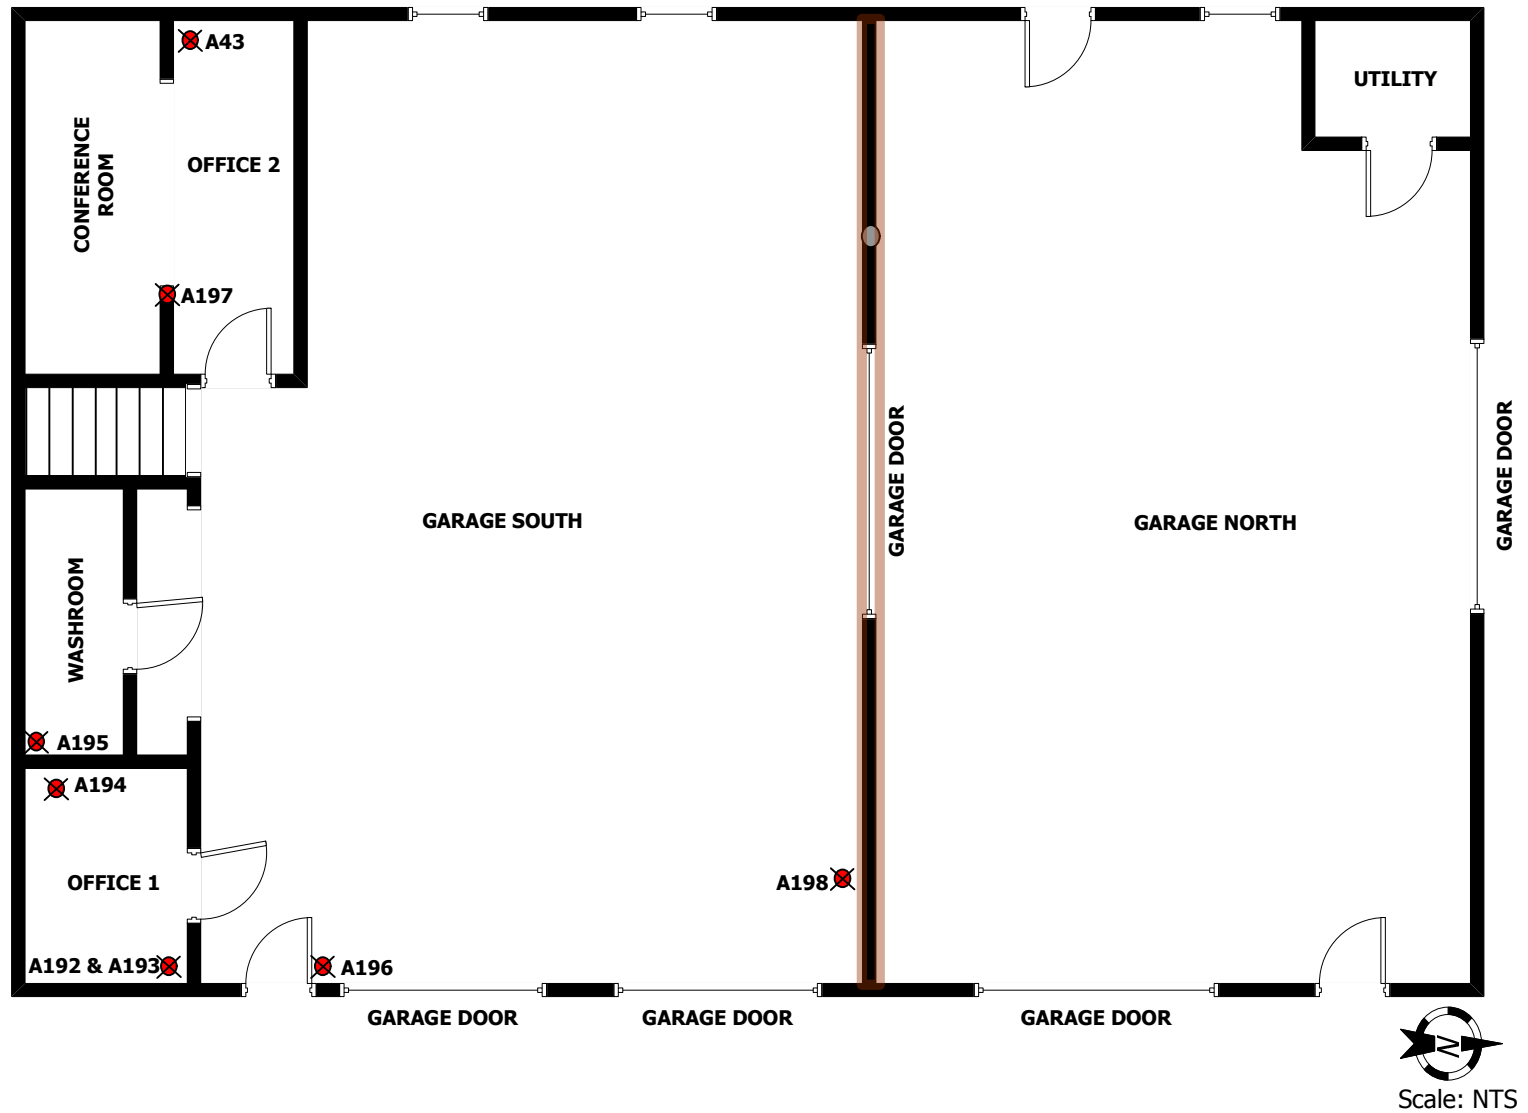 A43
UTILITY
CONFERENCE
ROOM
OFFICE 2
A197
GARAGE DOOR
GARAGE DOOR
GARAGE SOUTH
GARAGE NORTH
WASHROOM
A195
A194
OFFICE 1
A198
A192 & A193
A196
GARAGE DOOR
GARAGE DOOR
GARAGE DOOR
N
Scale: NTS